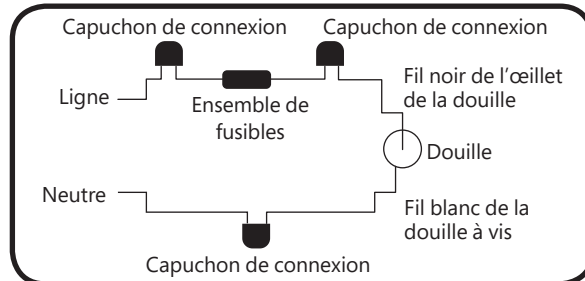 Capuchon de connexion
Capuchon de connexion
Ligne
Ensemble de
fusibles
Fil noir de l’œillet
de la douille
Douille
Neutre
Fil blanc de la
douille à vis
Capuchon de connexion